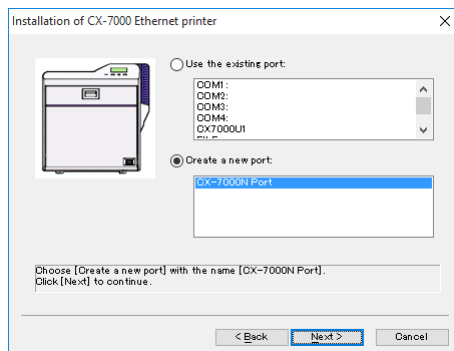 Installation of CX-7000 Ethernet printer
Use the existing port:
COM1:
COM2:
COM3:
COM4:
CX7000U1
Create a new port:
CX-7000N Port
Choose [Create a new port] with the name [CX-7000N Port].
Click [Next] to continue.
< Back
Next >
Cancel